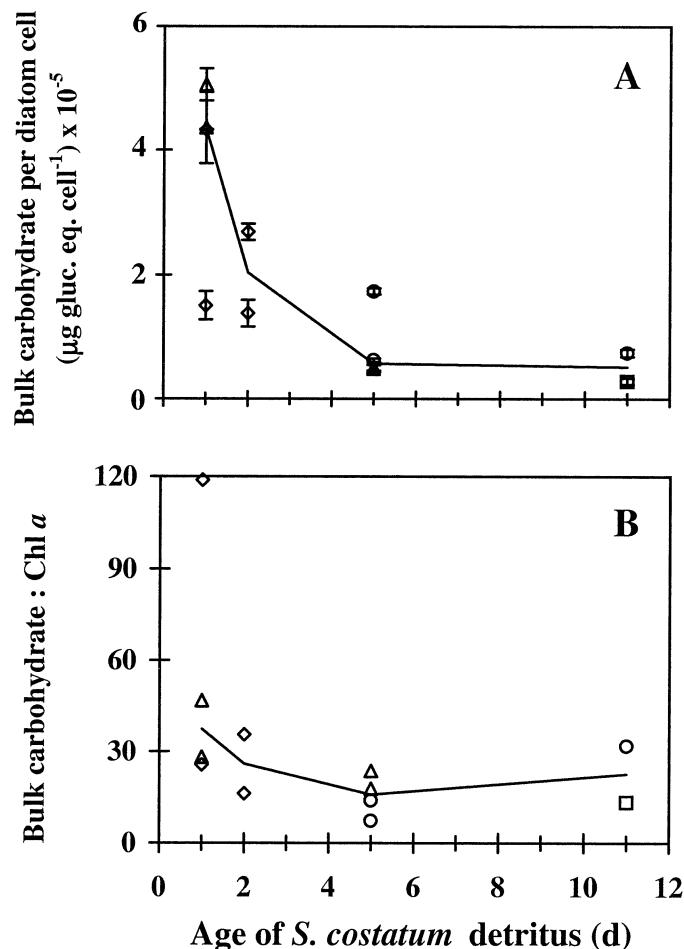 Bulk carbohydrate per diatom cell
(µg gluc. eq. cell⁻¹) x 10⁻⁵
6
4
2
0
A
Bulk carbohydrate : Chl a
120
90
60
30
0
B
0 2 4 6 8 10 12
Age of S. costatum detritus (d)